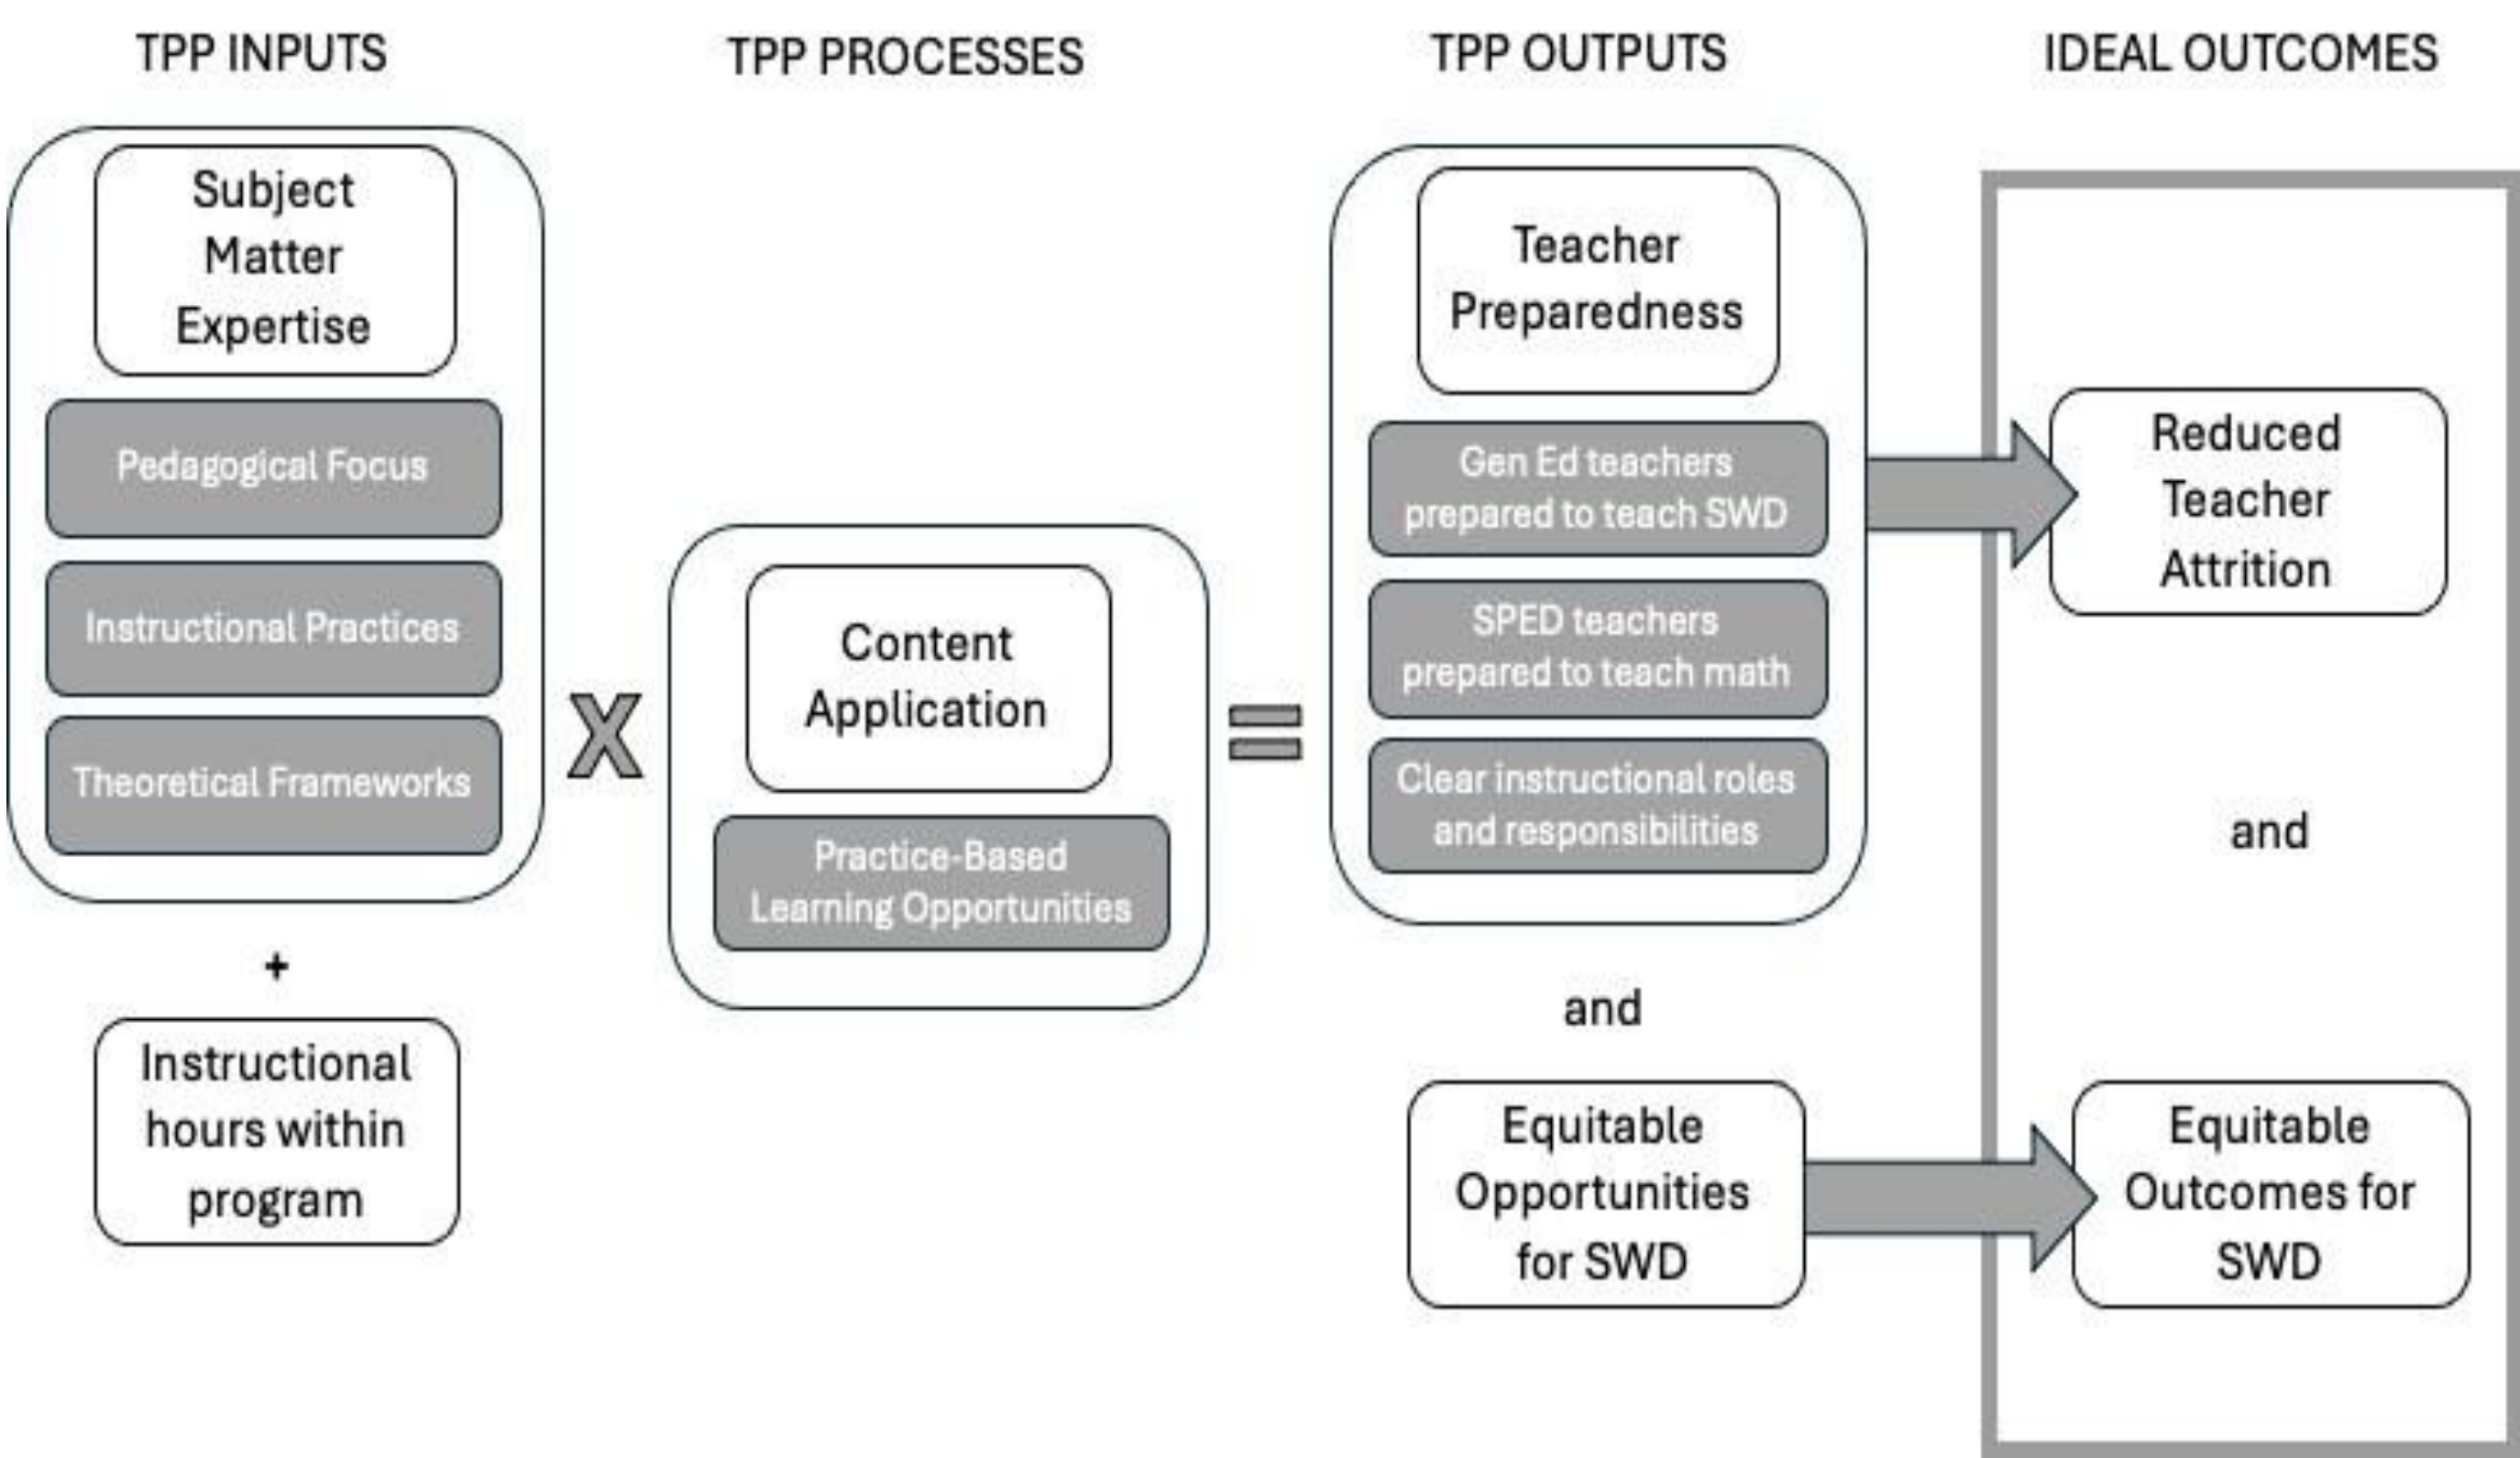 TPP INPUTS
TPP PROCESSES
TPP OUTPUTS
IDEAL OUTCOMES
Subject
Matter
Expertise
Pedagogical Focus
Instructional Practices
Theoretical Frameworks
+
Instructional
hours within
program
X
Content
Application
Practice-Based
Learning Opportunities
=
Teacher
Preparedness
Gen Ed teachers
prepared to teach SWD
SPED teachers
prepared to teach math
Clear instructional roles
and responsibilities
and
Equitable
Opportunities
for SWD
Reduced
Teacher
Attrition
and
Equitable
Outcomes for
SWD